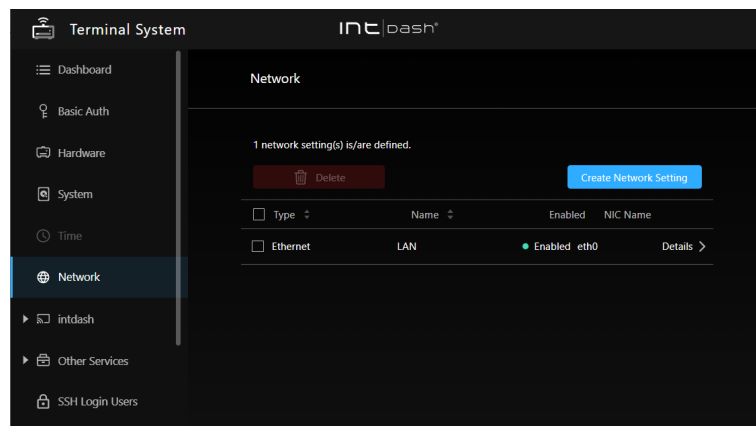 Terminal System
intdash
Dashboard
Network
Basic Auth
Hardware
1 network setting(s) is/are defined.
Delete
Create Network Setting
System
Type
Name
Enabled
NIC Name
Time
Ethernet
LAN
Enabled
eth0
Details
Network
intdash
Other Services
SSH Login Users